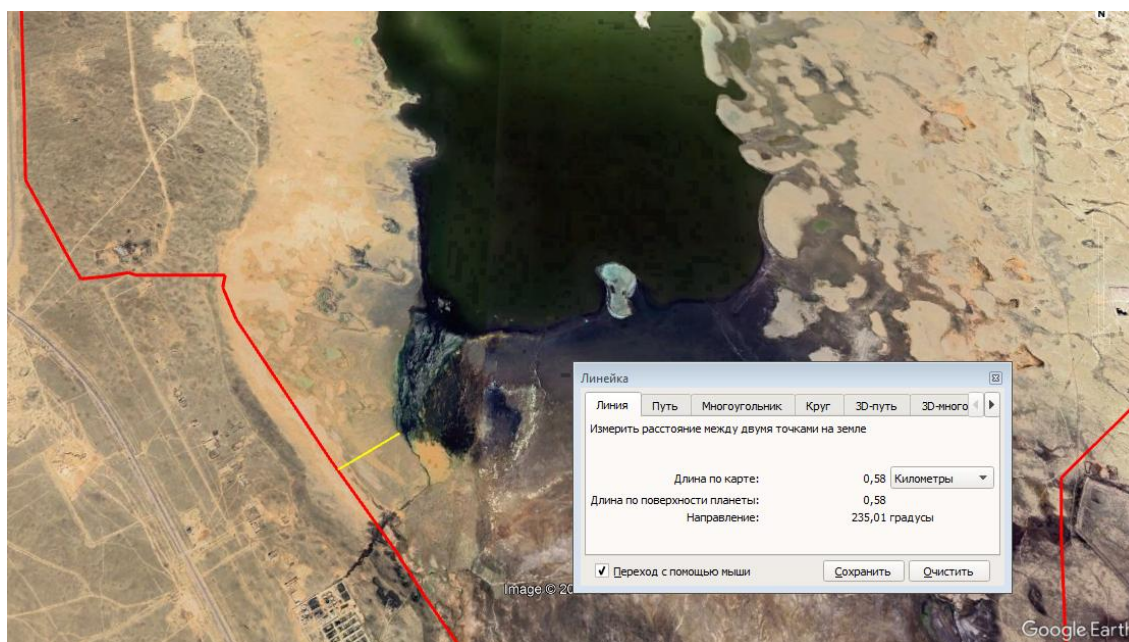 N
Линейка
Линия Путь Многоугольник Круг 3D-путь 3D-много
Измерить расстояние между двумя точками на земле
Длина по карте: 0,58 Километры
Длина по поверхности планеты: 0,58
Направление: 235,01 градусы
Переход с помощью мыши Сохранить Очистить
Image © 20
Google Earth